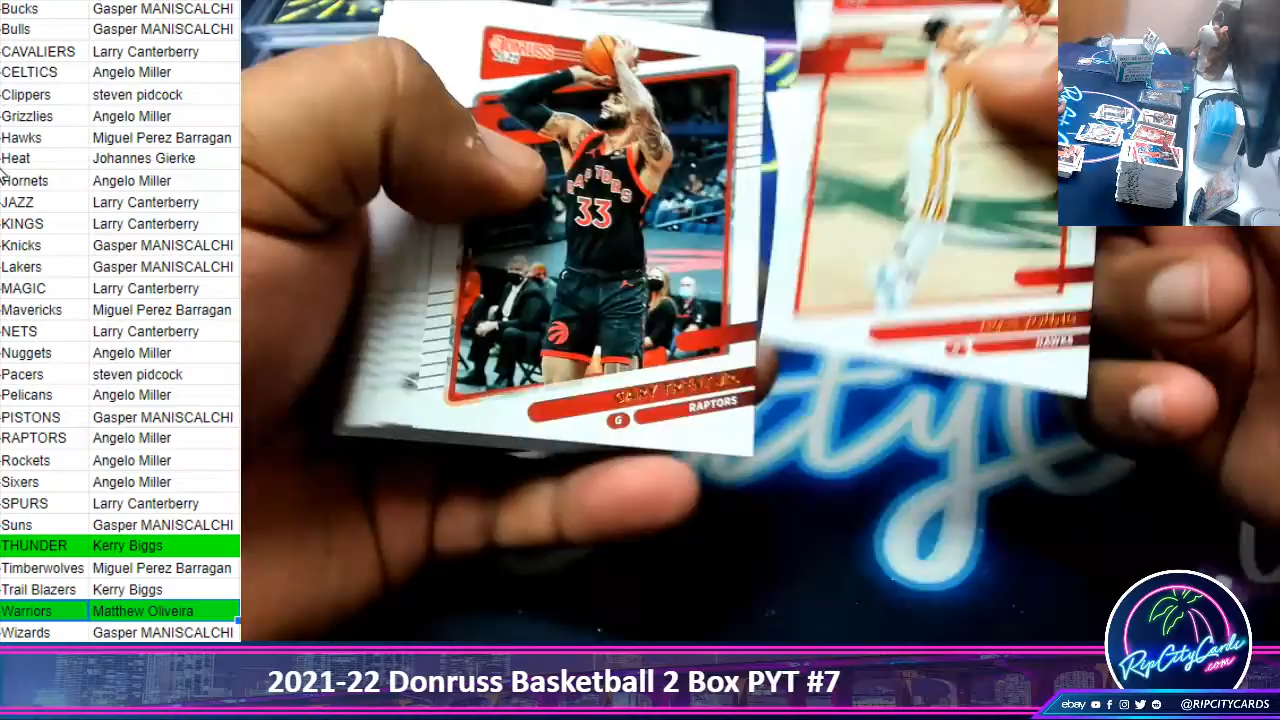 -Bucks Gasper MANISCALCHI
-Bulls Gasper MANISCALCHI
-CAVALIERS Larry Canterberry
-CELTICS Angelo Miller
-Clippers steven pidcock
-Grizzlies Angelo Miller
-Hawks Miguel Perez Barragan
-Heat Johannes Gierke
-Hornets Angelo Miller
-JAZZ Larry Canterberry
-KINGS Larry Canterberry
-Knicks Gasper MANISCALCHI
-Lakers Gasper MANISCALCHI
-MAGIC Larry Canterberry
-Mavericks Miguel Perez Barragan
-NETS Larry Canterberry
-Nuggets Angelo Miller
-Pacers steven pidcock
-Pelicans Angelo Miller
-PISTONS Gasper MANISCALCHI
-RAPTORS Angelo Miller
-Rockets Angelo Miller
-Sixers Angelo Miller
-SPURS Larry Canterberry
-Suns Gasper MANISCALCHI
-THUNDER Kerry Biggs
-Timberwolves Miguel Perez Barragan
-Trail Blazers Kerry Biggs
-Warriors Matthew Oliveira
-Wizards Gasper MANISCALCHI
DONRUSS
RAPTORS
33
GARY TRENT JR.
G RAPTORS
HAWKS
RipCityCards
.com
2021-22 Donruss Basketball 2 Box PYT #7
ebay @RIPCITYCARDS